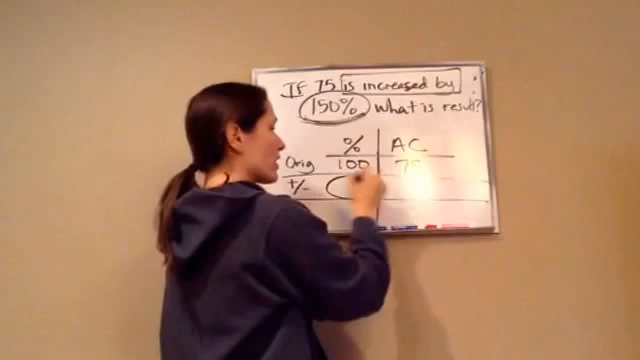 IF 75 is increased by
150% What is result?
% AC
Orig 100 75
+/-